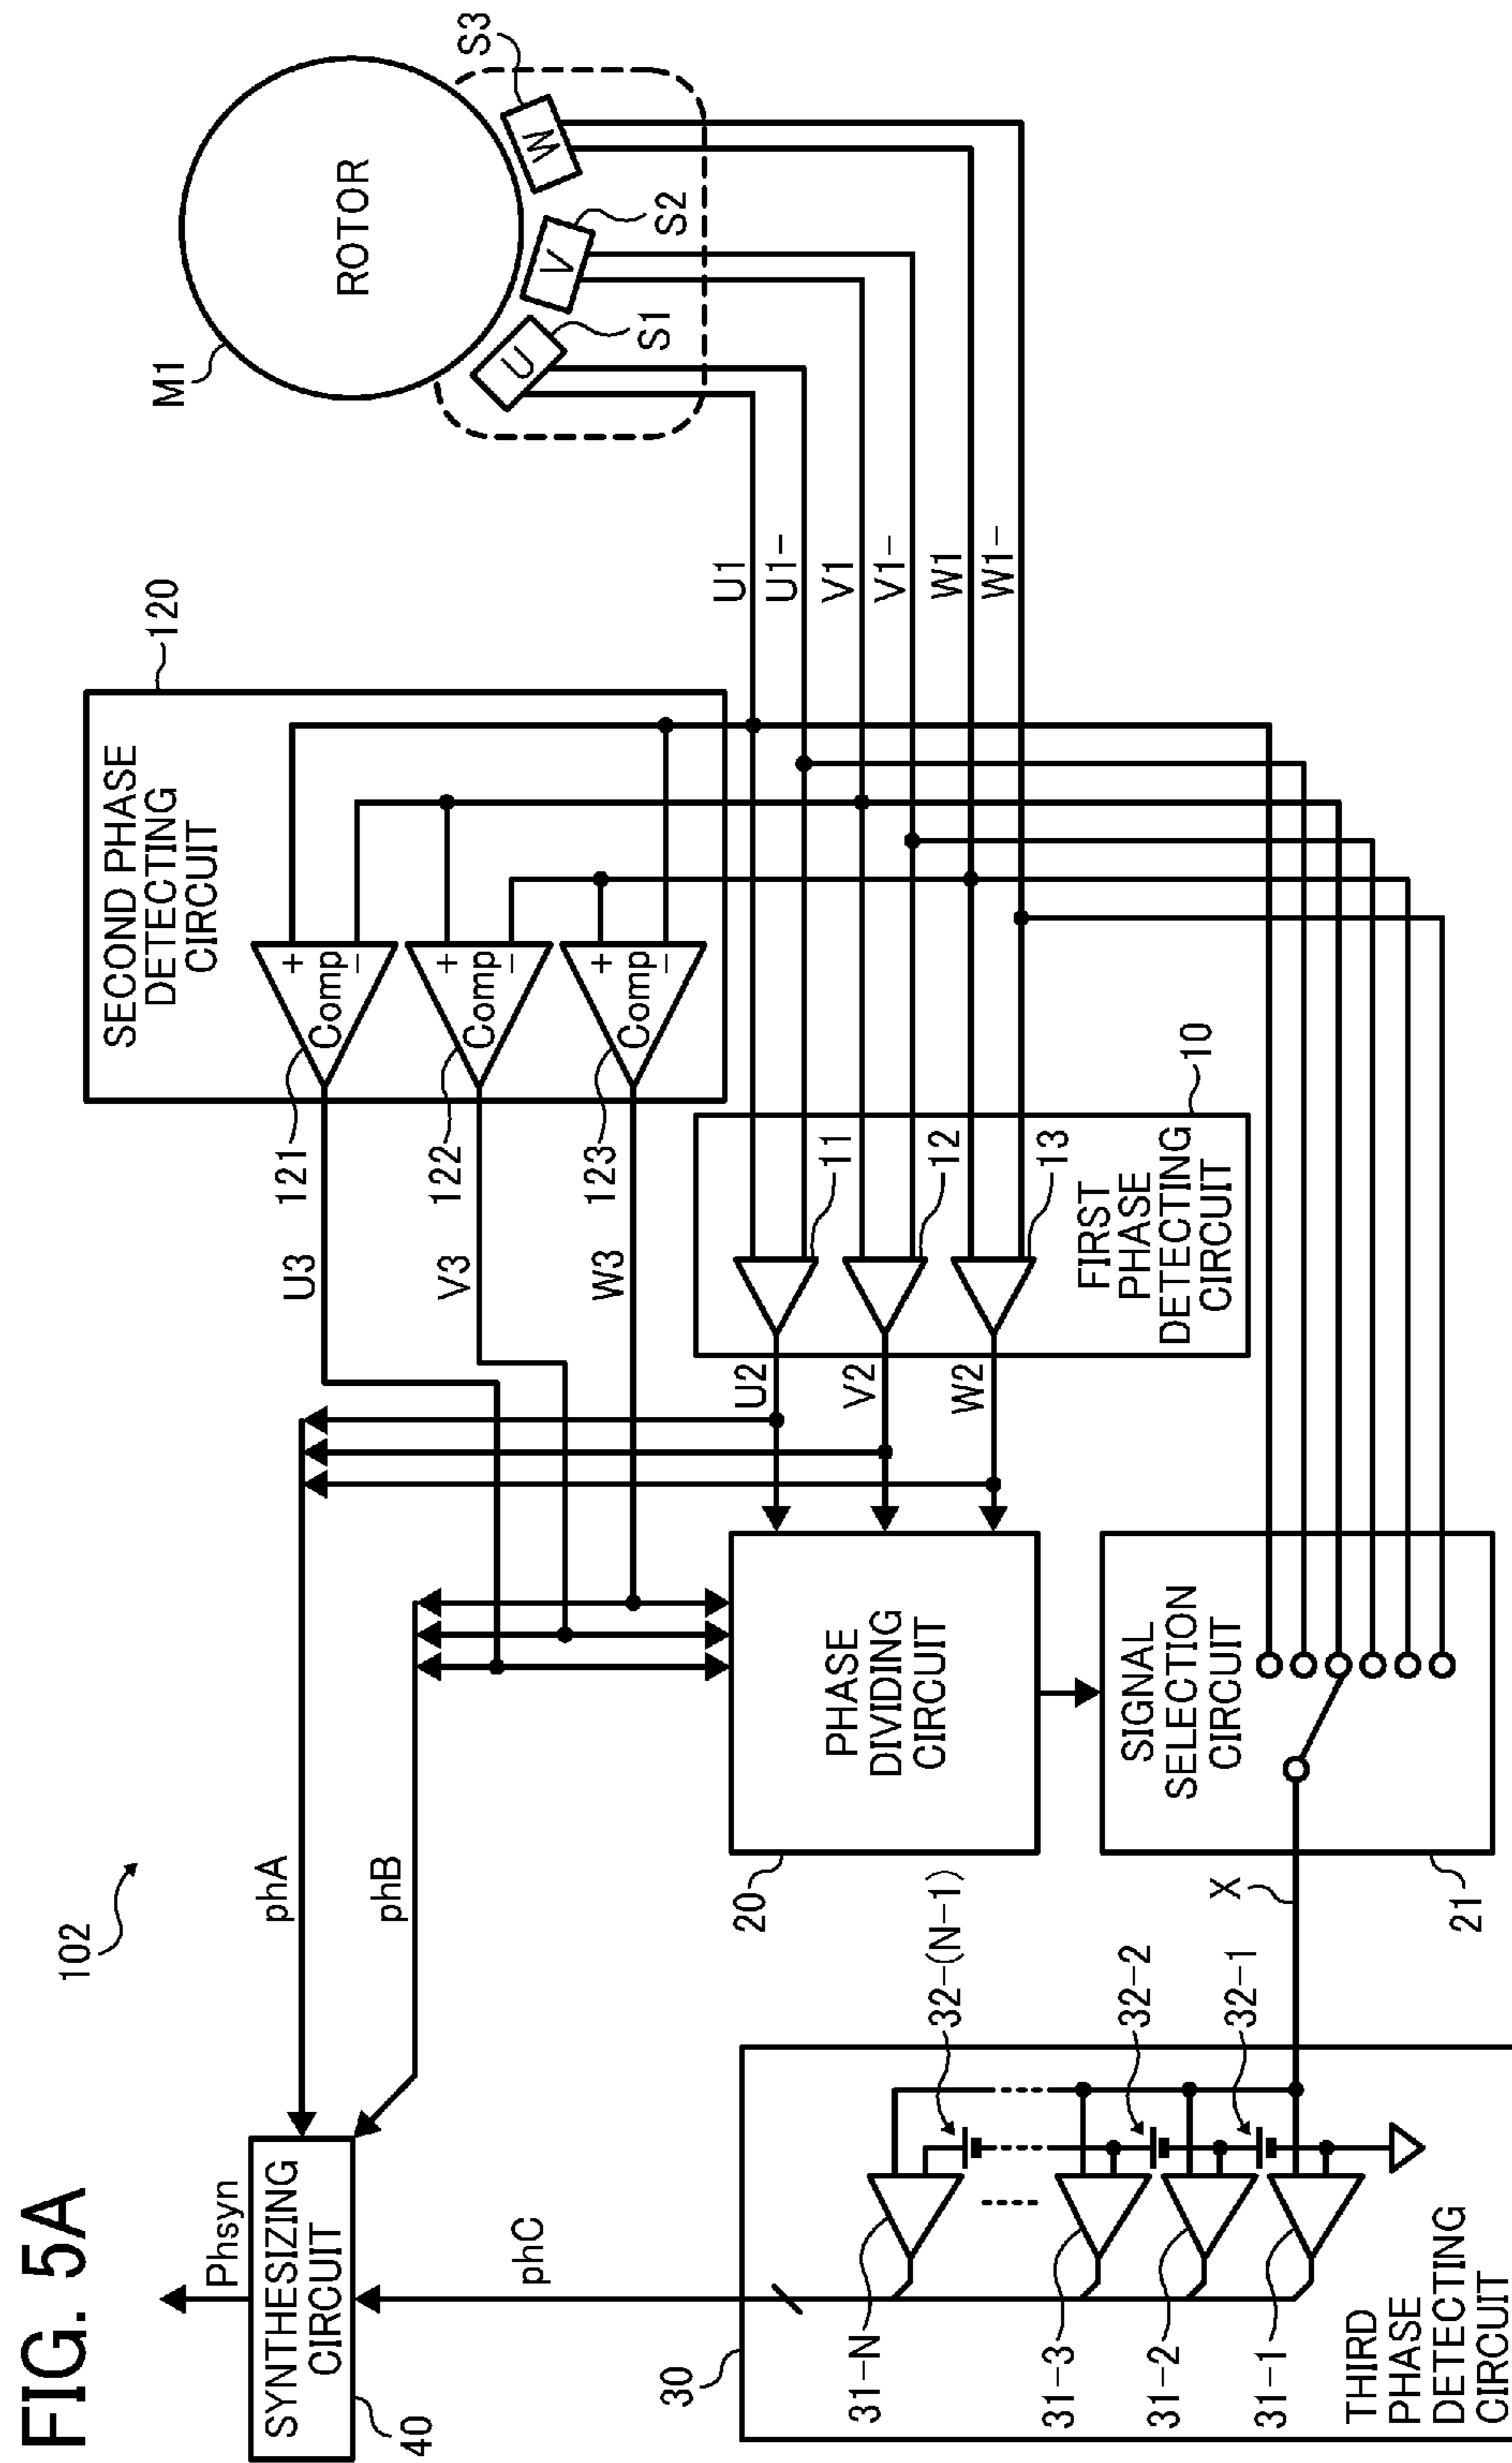 FIG. 5A
102
Phsyn
SYNTHESIZING
CIRCUIT
40
phA
phB
phC
SECOND PHASE
DETECTING
CIRCUIT
120
+
Comp
−
+
Comp
−
+
Comp
−
121
122
123
U3
V3
W3
M1
ROTOR
U
V
W
S1
S2
S3
U1
U1−
V1
V1−
W1
W1−
10
11
12
13
FIRST
PHASE
DETECTING
CIRCUIT
U2
V2
W2
PHASE
DIVIDING
CIRCUIT
20
SIGNAL
SELECTION
CIRCUIT
21
X
30
32−(N−1)
32−2
32−1
31−N
31−3
31−2
31−1
THIRD
PHASE
DETECTING
CIRCUIT